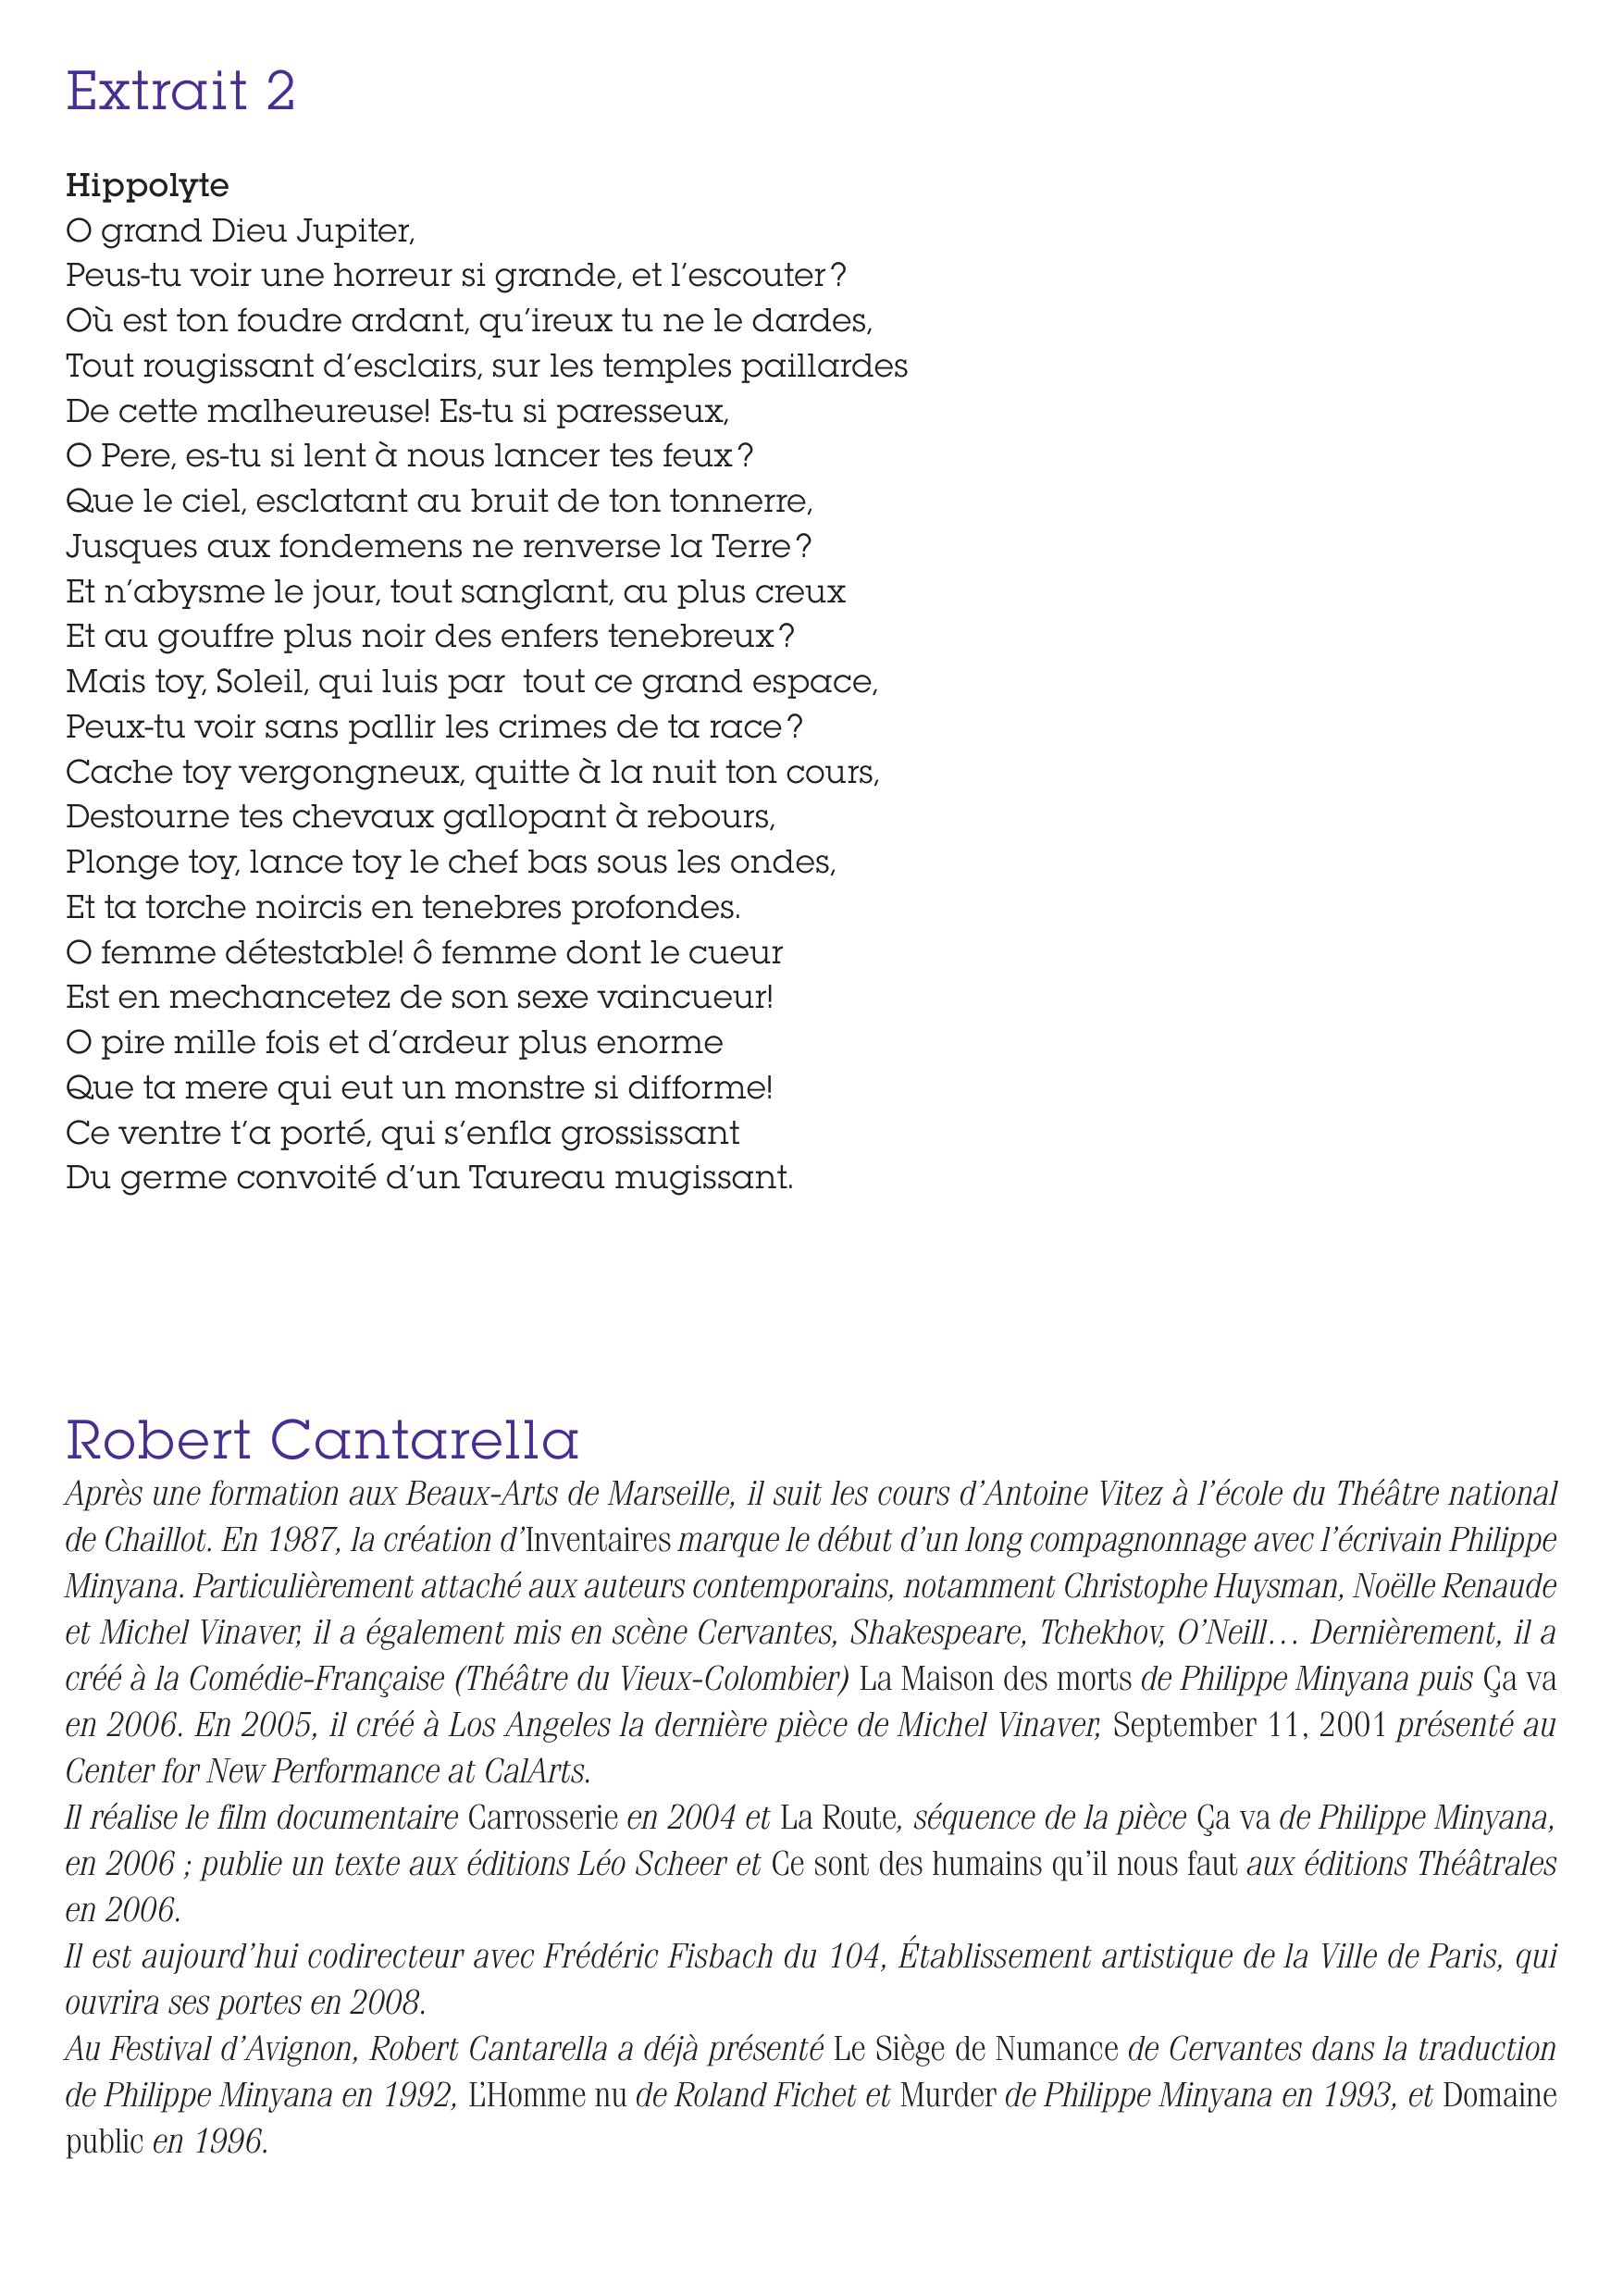 Extrait 2
Hippolyte
O grand Dieu Jupiter,
Peus-tu voir une horreur si grande, et l’escouter ?
Où est ton foudre ardant, qu’ireux tu ne le dardes,
Tout rougissant d’esclairs, sur les temples paillardes
De cette malheureuse! Es-tu si paresseux,
O Pere, es-tu si lent à nous lancer tes feux ?
Que le ciel, esclatant au bruit de ton tonnerre,
Jusques aux fondemens ne renverse la Terre ?
Et n’abysme le jour, tout sanglant, au plus creux
Et au gouffre plus noir des enfers tenebreux ?
Mais toy, Soleil, qui luis par  tout ce grand espace,
Peux-tu voir sans pallir les crimes de ta race ?
Cache toy vergongneux, quitte à la nuit ton cours,
Destourne tes chevaux gallopant à rebours,
Plonge toy, lance toy le chef bas sous les ondes,
Et ta torche noircis en tenebres profondes.
O femme détestable! ô femme dont le cueur
Est en mechancetez de son sexe vaincueur!
O pire mille fois et d’ardeur plus enorme
Que ta mere qui eut un monstre si difforme!
Ce ventre t’a porté, qui s’enfla grossissant
Du germe convoité d’un Taureau mugissant.
Robert Cantarella
Après une formation aux Beaux-Arts de Marseille, il suit les cours d’Antoine Vitez à l’école du Théâtre national
de Chaillot. En 1987, la création d’Inventaires marque le début d’un long compagnonnage avec l’écrivain Philippe
Minyana. Particulièrement attaché aux auteurs contemporains, notamment Christophe Huysman, Noëlle Renaude
et Michel Vinaver, il a également mis en scène Cervantes, Shakespeare, Tchekhov, O’Neill… Dernièrement, il a
créé à la Comédie-Française (Théâtre du Vieux-Colombier) La Maison des morts de Philippe Minyana puis Ça va
en 2006. En 2005, il créé à Los Angeles la dernière pièce de Michel Vinaver, September 11, 2001 présenté au
Center for New Performance at CalArts.
Il réalise le film documentaire Carrosserie en 2004 et La Route, séquence de la pièce Ça va de Philippe Minyana,
en 2006 ; publie un texte aux éditions Léo Scheer et Ce sont des humains qu’il nous faut aux éditions Théâtrales
en 2006.
Il est aujourd’hui codirecteur avec Frédéric Fisbach du 104, Établissement artistique de la Ville de Paris, qui
ouvrira ses portes en 2008.
Au Festival d’Avignon, Robert Cantarella a déjà présenté Le Siège de Numance de Cervantes dans la traduction
de Philippe Minyana en 1992, L’Homme nu de Roland Fichet et Murder de Philippe Minyana en 1993, et Domaine
public en 1996.